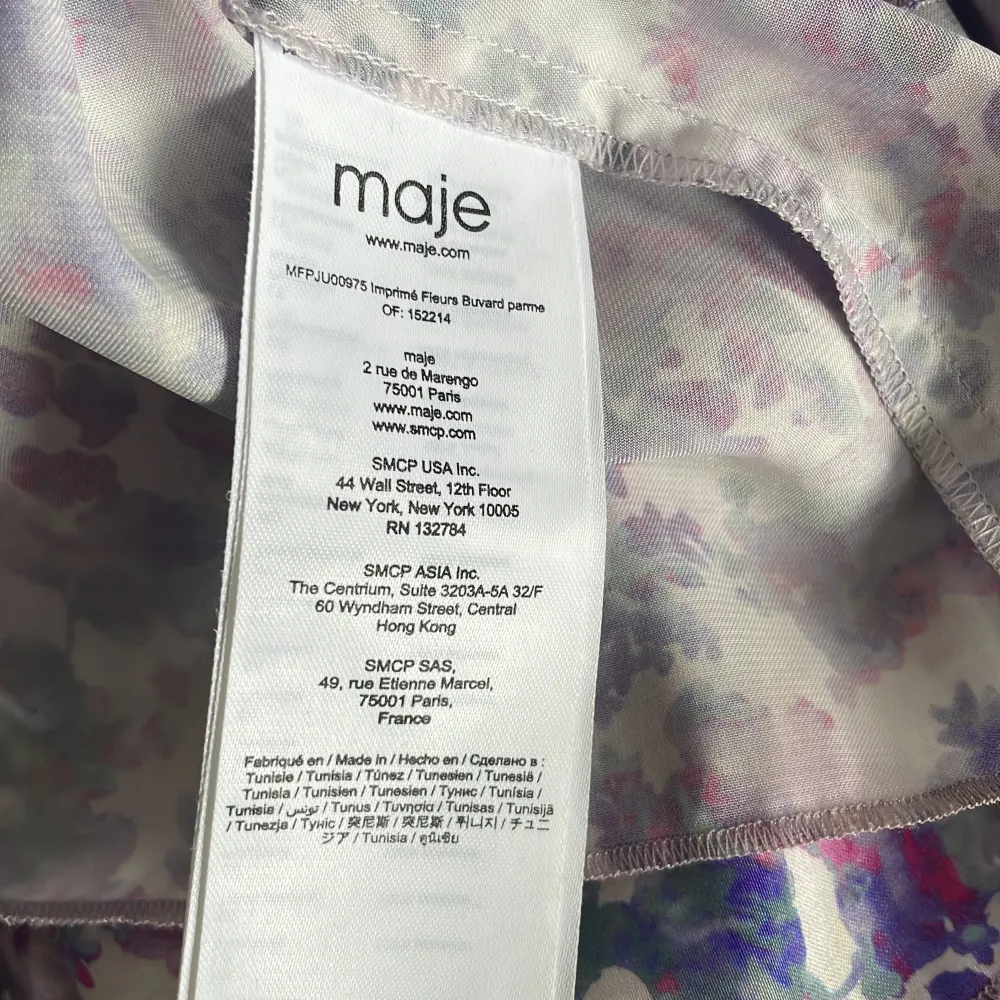 maje
www.maje.com
MFPJU00975 Imprimé Fleurs Buvard parme
OF: 152214
maje
2 rue de Marengo
75001 Paris
www.maje.com
www.smcp.com
SMCP USA Inc.
44 Wall Street, 12th Floor
New York, New York 10005
RN 132784
SMCP ASIA Inc.
The Centrium, Suite 3203A-5A 32/F
60 Wyndham Street, Central
Hong Kong
SMCP SAS,
49, rue Etienne Marcel,
75001 Paris,
France
Fabriqué en / Made in / Hecho en / Сделано в :
Tunisie / Tunisia / Túnez / Tunesien / Tunesië /
Tunisia / Tunisien / Tunesien / Тунис / Tunísia /
Tunisia / تونس / Tunus / Τυνησία / Tunisas / Tunisijā
/ Tunezja / Туніс / 突尼斯 / 突尼斯 / 튀니지 / チュニ
ジア / Tunisia / ตูนิเซีย